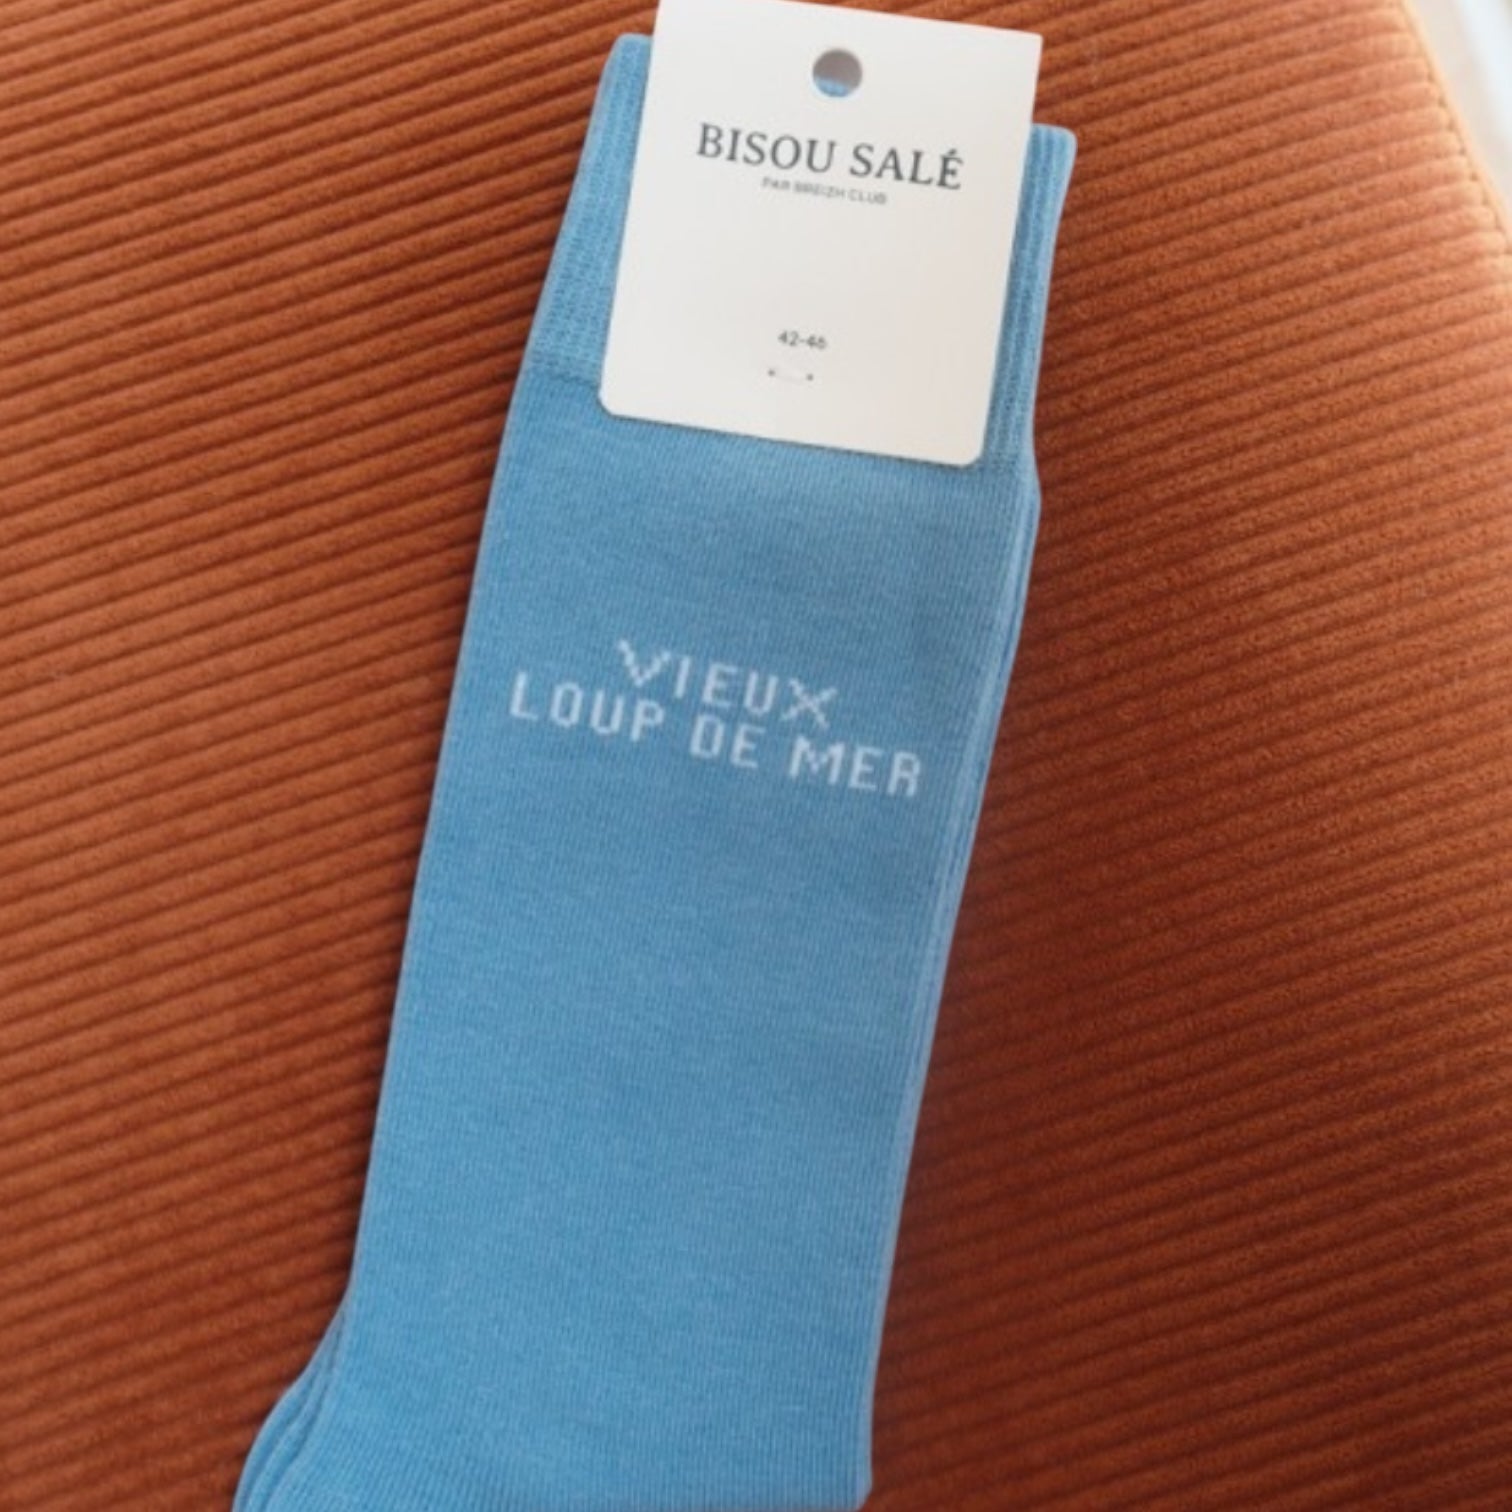 BISOU SALÉ
PAR BREIZH CLUB
42-46
VIEUX
LOUP DE MER